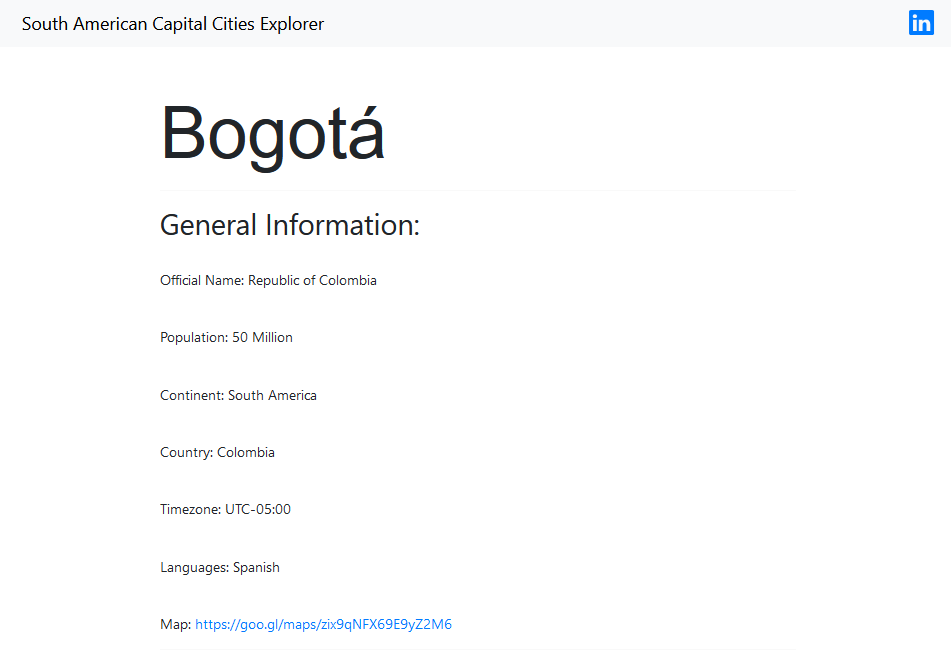 South American Capital Cities Explorer
in
Bogotá
General Information:
Official Name: Republic of Colombia
Population: 50 Million
Continent: South America
Country: Colombia
Timezone: UTC-05:00
Languages: Spanish
Map: https://goo.gl/maps/zix9qNFX69E9yZ2M6